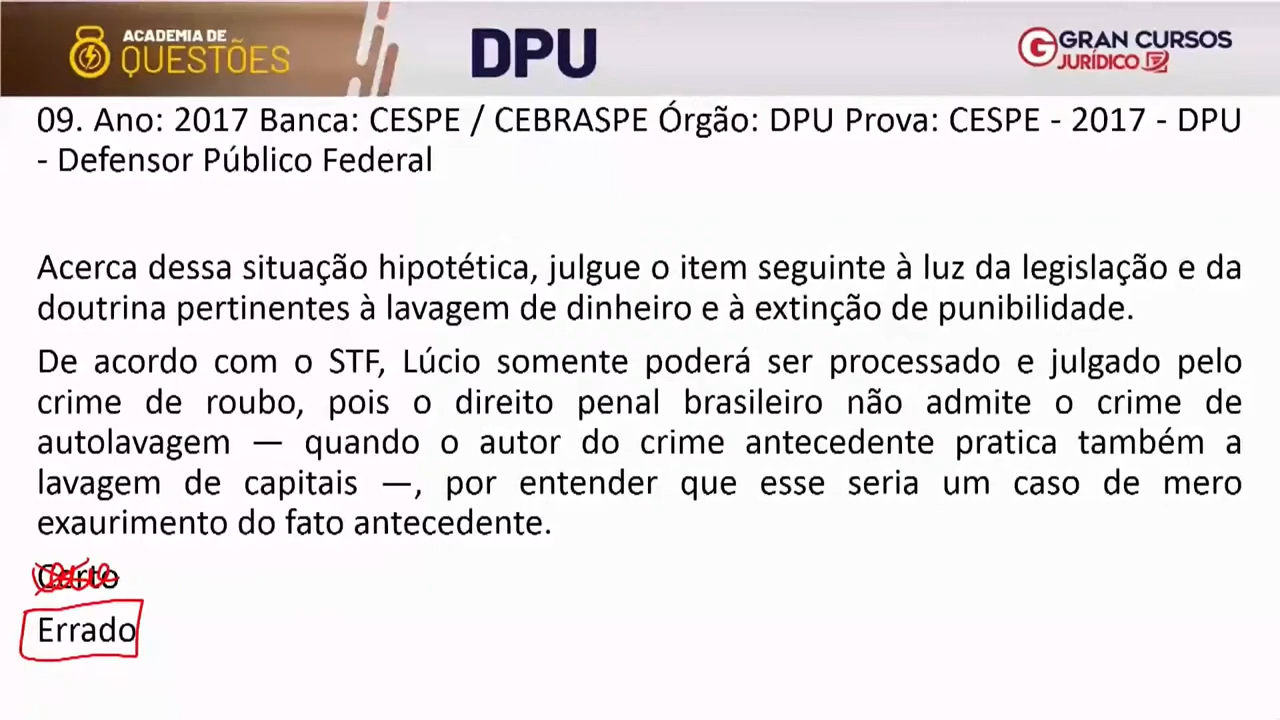 ACADEMIA DE
QUESTÕES
DPU
GRAN CURSOS
JURÍDICO
09. Ano: 2017 Banca: CESPE / CEBRASPE Órgão: DPU Prova: CESPE - 2017 - DPU
- Defensor Público Federal
Acerca dessa situação hipotética, julgue o item seguinte à luz da legislação e da
doutrina pertinentes à lavagem de dinheiro e à extinção de punibilidade.
De acordo com o STF, Lúcio somente poderá ser processado e julgado pelo
crime de roubo, pois o direito penal brasileiro não admite o crime de
autolavagem — quando o autor do crime antecedente pratica também a
lavagem de capitais —, por entender que esse seria um caso de mero
exaurimento do fato antecedente.
Certo
Errado